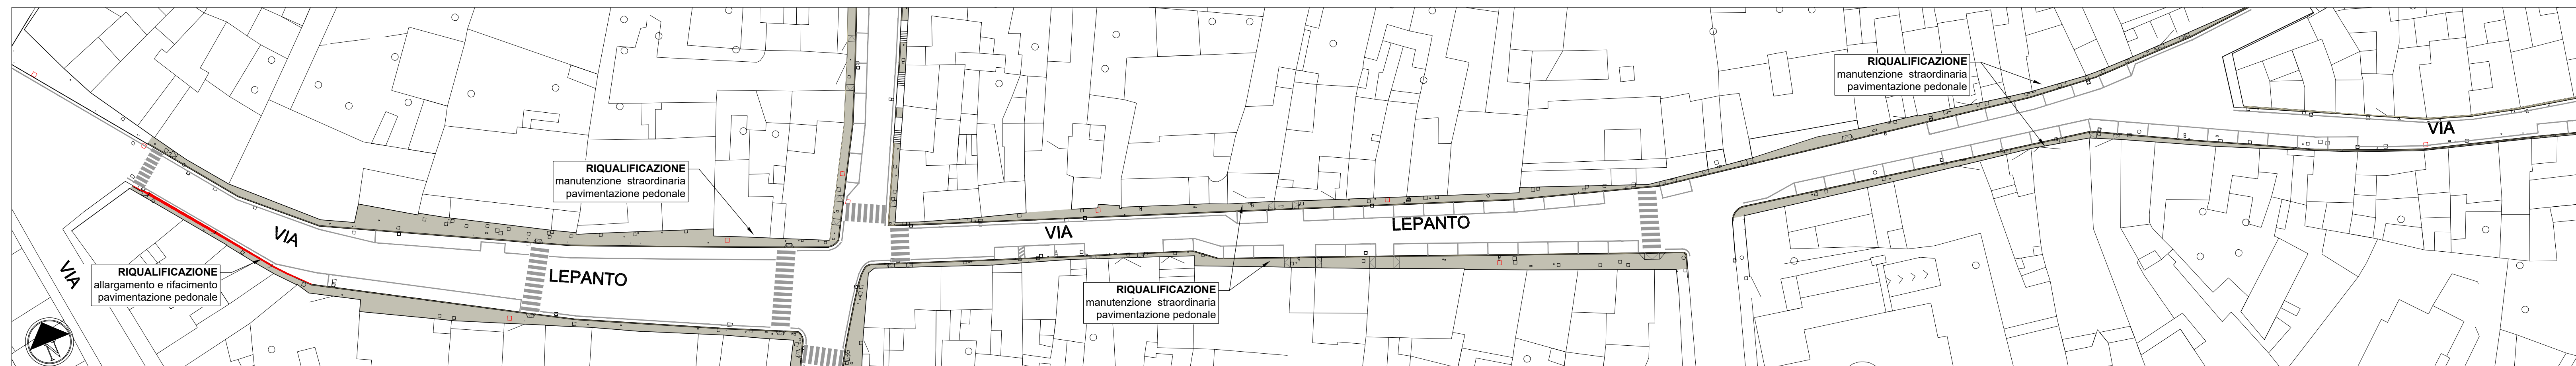 RIQUALIFICAZIONE
manutenzione straordinaria
pavimentazione pedonale
VIA
RIQUALIFICAZIONE
manutenzione straordinaria
pavimentazione pedonale
VIA
VIA
LEPANTO
VIA
RIQUALIFICAZIONE
allargamento e rifacimento
pavimentazione pedonale
LEPANTO
RIQUALIFICAZIONE
manutenzione straordinaria
pavimentazione pedonale
N